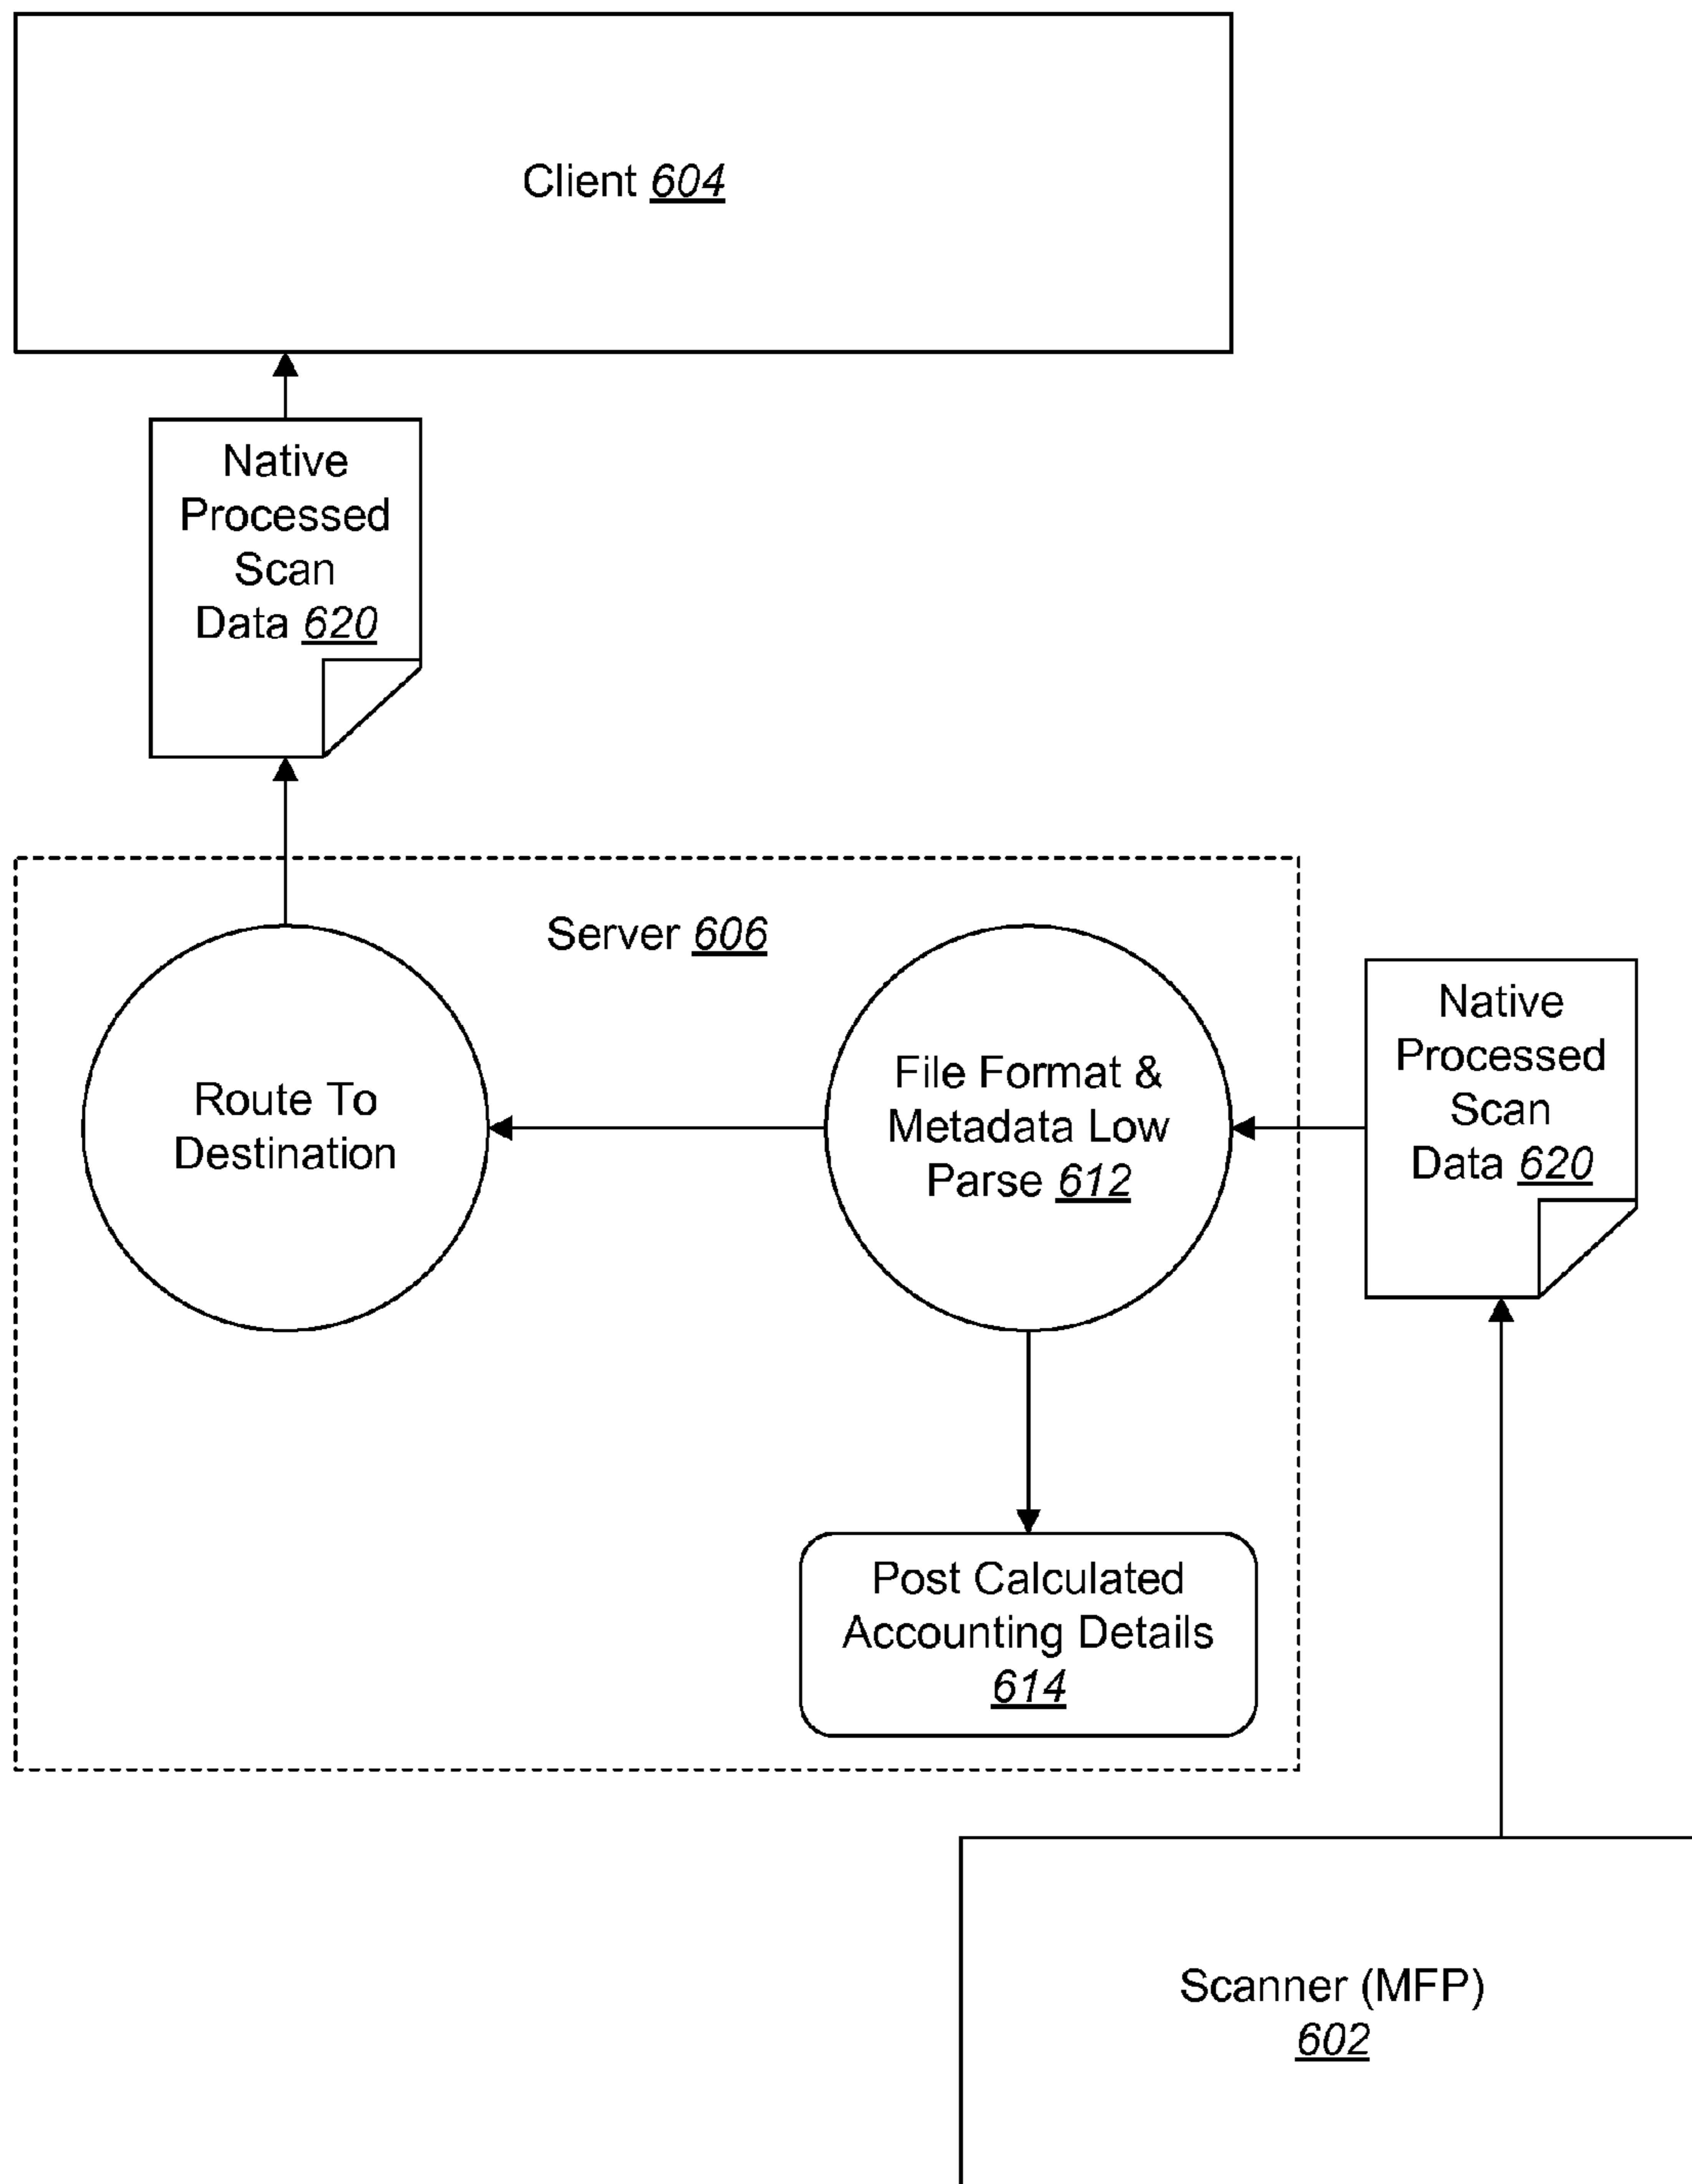 Client 604
Native
Processed
Scan
Data 620
Server 606
Route To
Destination
File Format &
Metadata Low
Parse 612
Native
Processed
Scan
Data 620
Post Calculated
Accounting Details
614
Scanner (MFP)
602